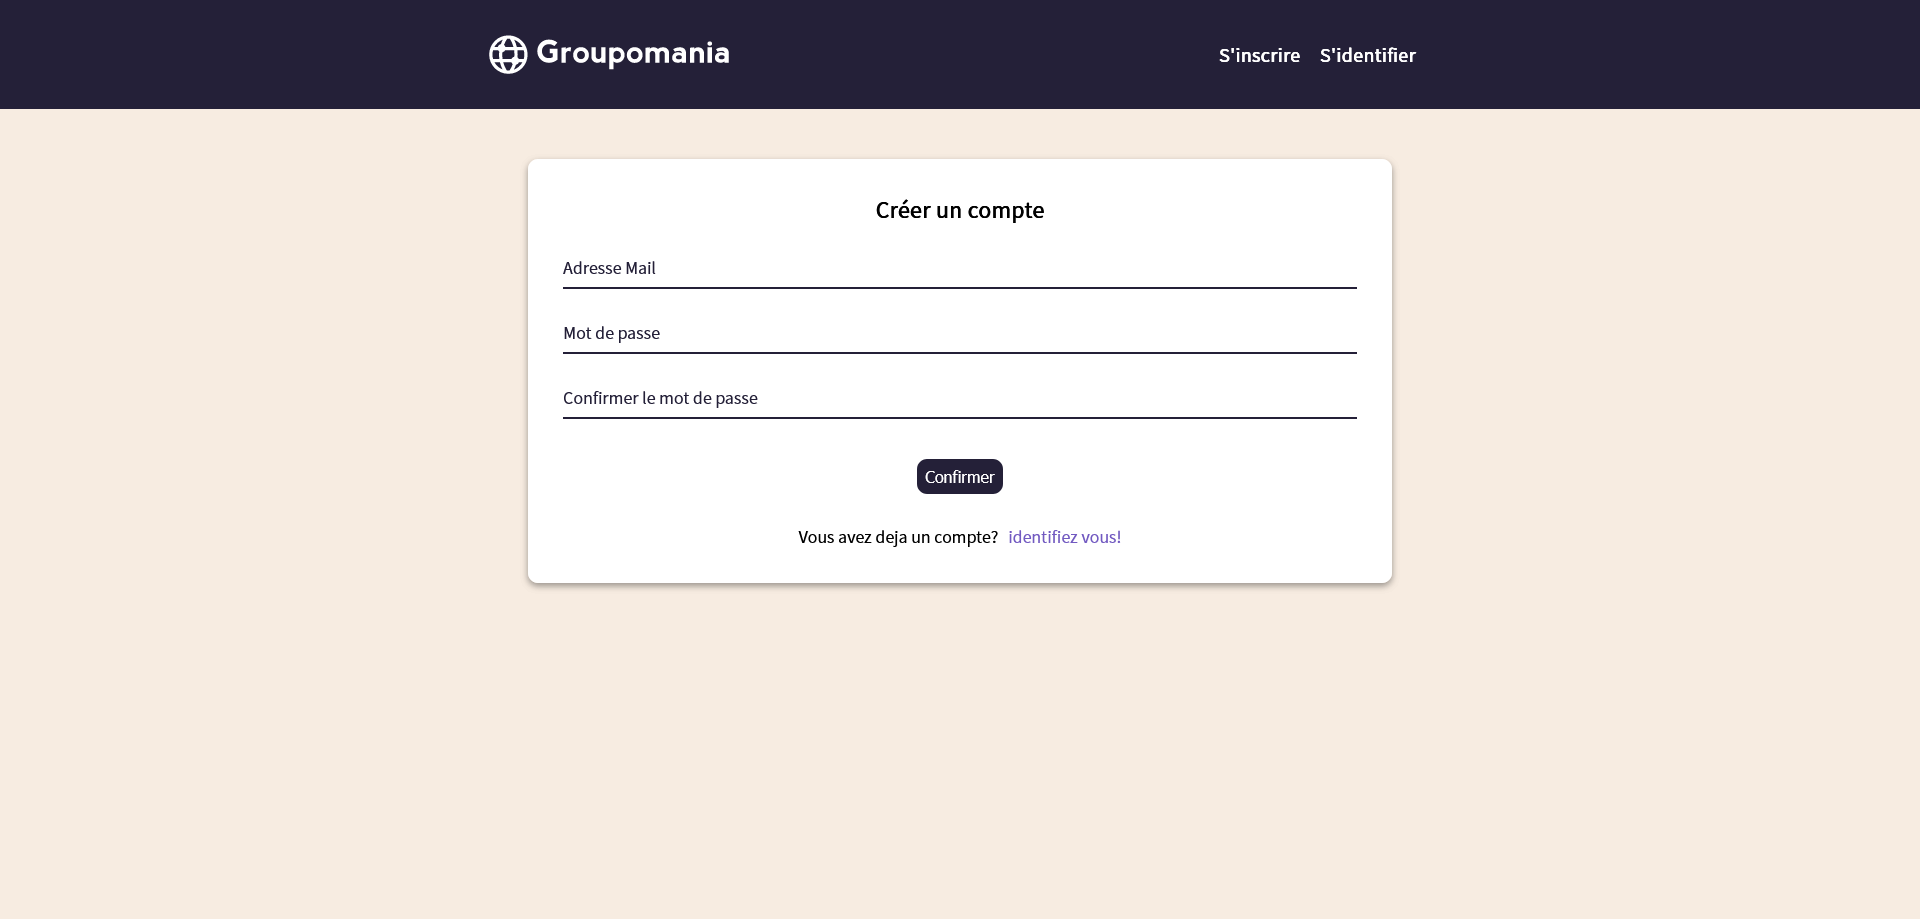 Groupomania
S'inscrire S'identifier
Créer un compte
Adresse Mail
Mot de passe
Confirmer le mot de passe
Confirmer
Vous avez deja un compte? identifiez vous!